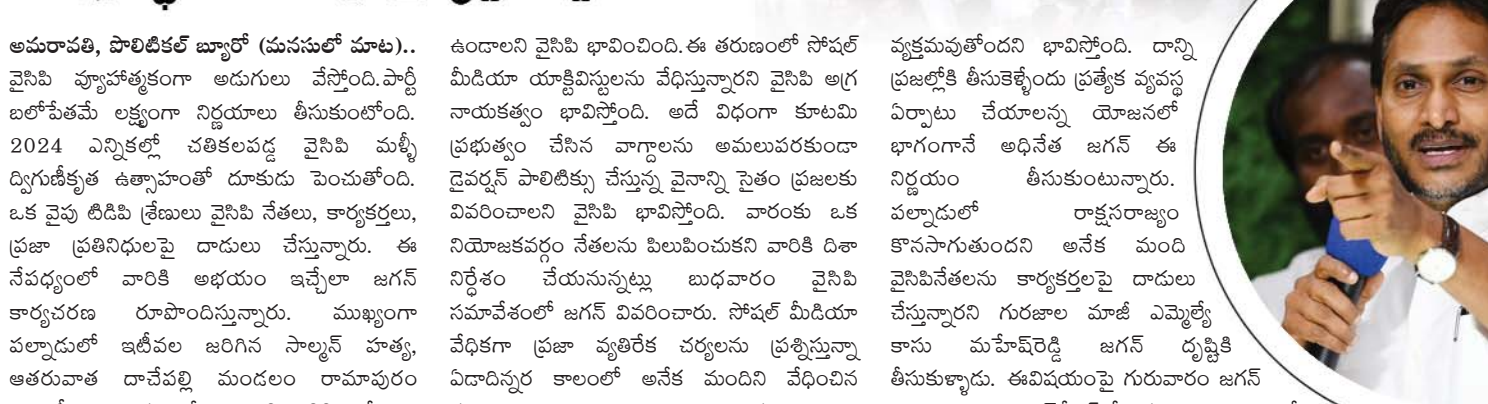 అమరావతి, పొలిటికల్ బ్యూరో (మనసులో మాట)..
వైసిపి వ్యూహాత్మకంగా అడుగులు వేస్తోంది.పార్టీ
బలోపేతమే లక్ష్యంగా నిర్ణయాలు తీసుకుంటోంది.
2024 ఎన్నికల్లో చతికలపడ్డ వైసిపి మళ్ళీ
ద్విగుణీకృత ఉత్సాహంతో దూకుడు పెంచుతోంది.
ఒక వైపు టిడిపి శ్రేణులు వైసిపి నేతలు, కార్యకర్తలు,
ప్రజా ప్రతినిధులపై దాడులు చేస్తున్నారు. ఈ
నేపధ్యంలో వారికి అభయం ఇచ్చేలా జగన్
కార్యచరణ రూపొందిస్తున్నారు. ముఖ్యంగా
పల్నాడులో ఇటీవల జరిగిన సాల్మన్ హత్య,
ఆతరువాత దాచేపల్లి మండలం రామాపురం
ఉండాలని వైసిపి భావించింది.ఈ తరుణంలో సోషల్
మీడియా యాక్టివిస్టులను వేధిస్తున్నారని వైసిపి అగ్ర
నాయకత్వం భావిస్తోంది. అదే విధంగా కూటమి
ప్రభుత్వం చేసిన వాగ్దాలను అమలుపరకుండా
డైవర్షన్ పాలిటిక్సు చేస్తున్న వైనాన్ని సైతం ప్రజలకు
వివరించాలని వైసిపి భావిస్తోంది. వారంకు ఒక
నియోజకవర్గం నేతలను పిలుపించుకని వారికి దిశా
నిర్దేశం చేయనున్నట్లు బుధవారం వైసిపి
సమావేశంలో జగన్ వివరించారు. సోషల్ మీడియా
వేధికగా ప్రజా వ్యతిరేక చర్యలను ప్రశ్నిస్తున్నా
ఏడాదిన్నర కాలంలో అనేక మందిని వేధించిన
వ్యక్తమవుతోందని భావిస్తోంది. దాన్ని
ప్రజల్లోకి తీసుకెళ్ళేందు ప్రత్యేక వ్యవస్థ
ఏర్పాటు చేయాలన్న యోజనలో
భాగంగానే అధినేత జగన్ ఈ
నిర్ణయం తీసుకుంటున్నారు.
పల్నాడులో రాక్షసరాజ్యం
కొనసాగుతుందని అనేక మంది
వైసిపినేతలను కార్యకర్తలపై దాడులు
చేస్తున్నారని గురజాల మాజీ ఎమ్మెల్యే
కాసు మహేష్‌రెడ్డి జగన్ దృష్టికి
తీసుకుళ్ళాడు. ఈవిషయంపై గురువారం జగన్